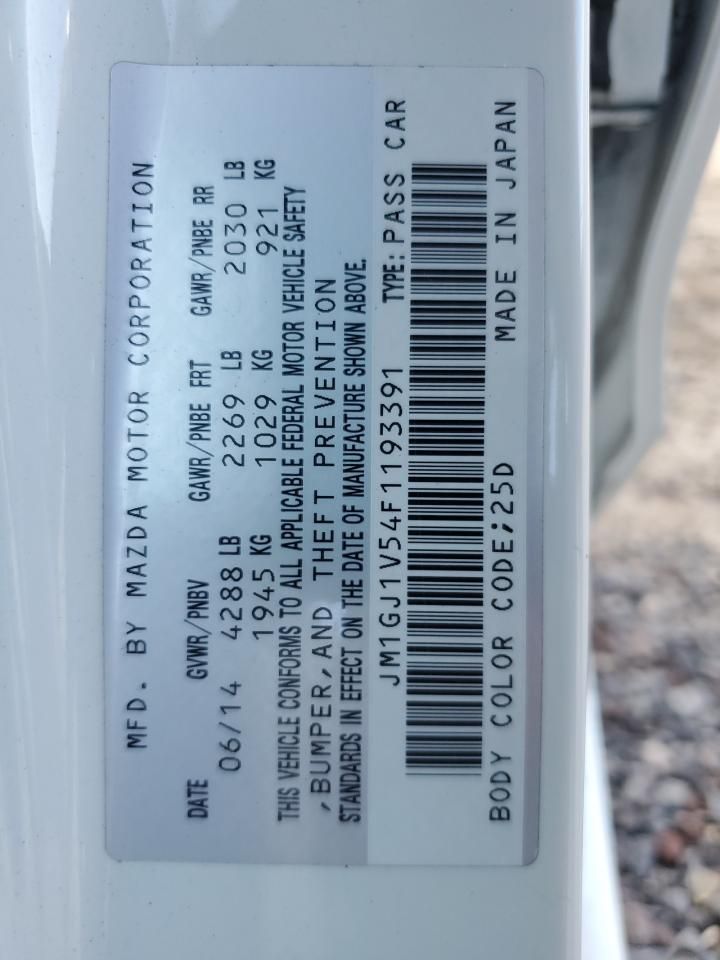 MFD. BY MAZDA MOTOR CORPORATION
DATE GVWR/PNBV GAWR/PNBE FRT GAWR/PNBE RR
06/14 4288 LB 2269 LB 2030 LB
1945 KG 1029 KG 921 KG
THIS VEHICLE CONFORMS TO ALL APPLICABLE FEDERAL MOTOR VEHICLE SAFETY
,BUMPER,AND THEFT PREVENTION
STANDARDS IN EFFECT ON THE DATE OF MANUFACTURE SHOWN ABOVE.
JM1GJ1V54F1193391 TYPE: PASS CAR
BODY COLOR CODE;25D MADE IN JAPAN